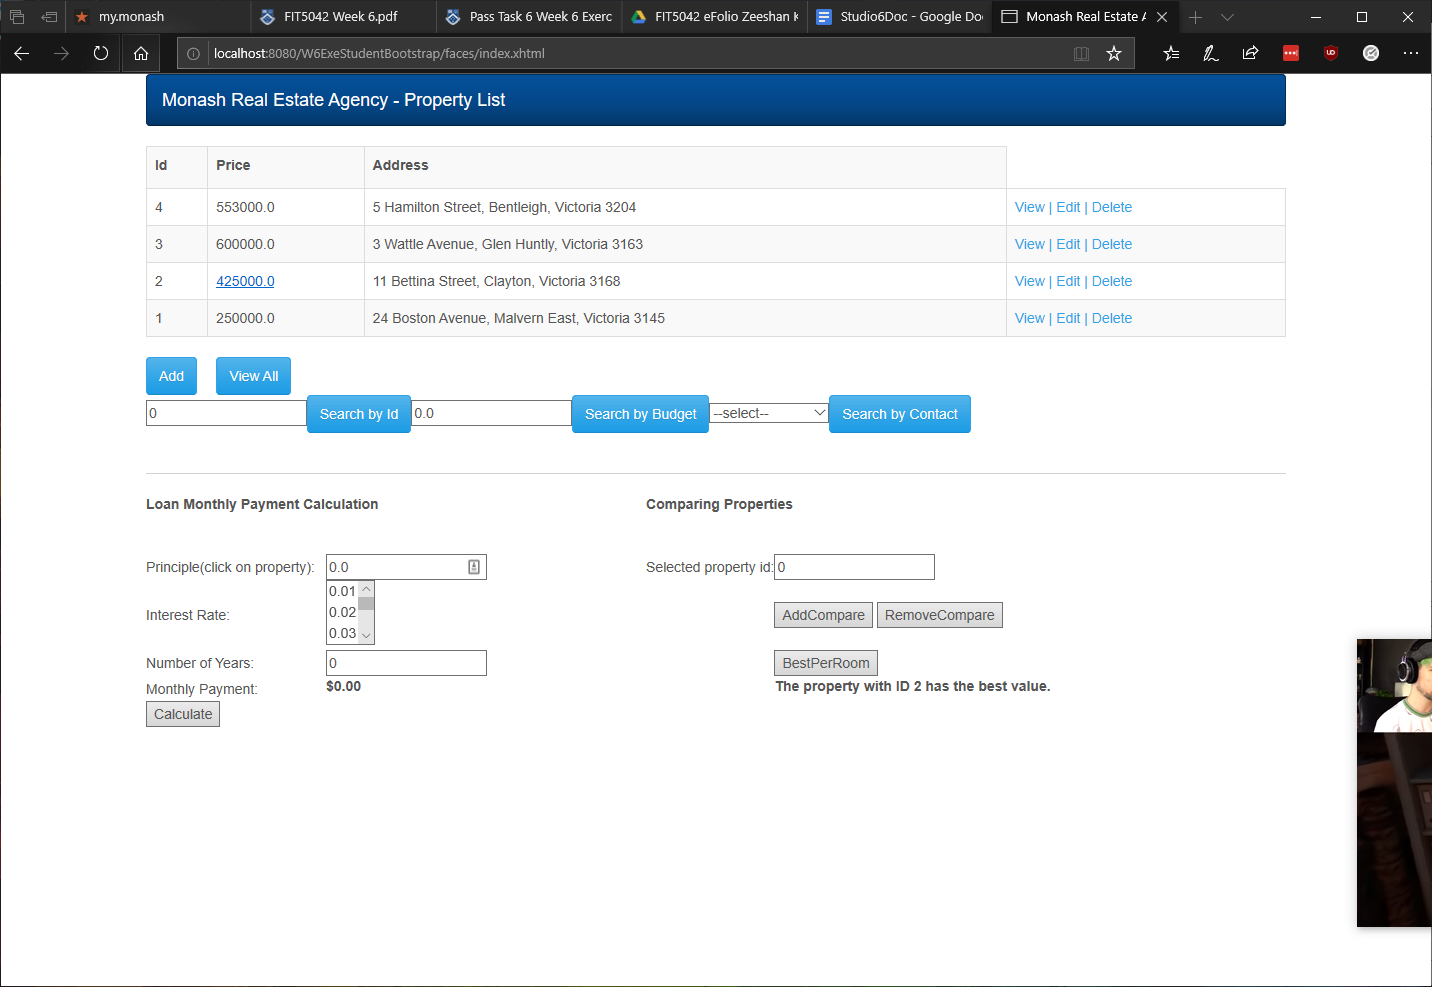 my.monash
FIT5042 Week 6.pdf
Pass Task 6 Week 6 Exerc
FIT5042 eFolio Zeeshan K
Studio6Doc - Google Do
Monash Real Estate A
localhost:8080/W6ExeStudentBootstrap/faces/index.xhtml
Monash Real Estate Agency - Property List
Id Price Address
4 553000.0 5 Hamilton Street, Bentleigh, Victoria 3204 View | Edit | Delete
3 600000.0 3 Wattle Avenue, Glen Huntly, Victoria 3163 View | Edit | Delete
2 425000.0 11 Bettina Street, Clayton, Victoria 3168 View | Edit | Delete
1 250000.0 24 Boston Avenue, Malvern East, Victoria 3145 View | Edit | Delete
Add View All
0 Search by Id 0.0 Search by Budget --select-- Search by Contact
Loan Monthly Payment Calculation
Principle(click on property): 0.0
Interest Rate: 0.01
0.02
0.03
Number of Years: 0
Monthly Payment: $0.00
Calculate
Comparing Properties
Selected property id: 0
AddCompare RemoveCompare
BestPerRoom
The property with ID 2 has the best value.